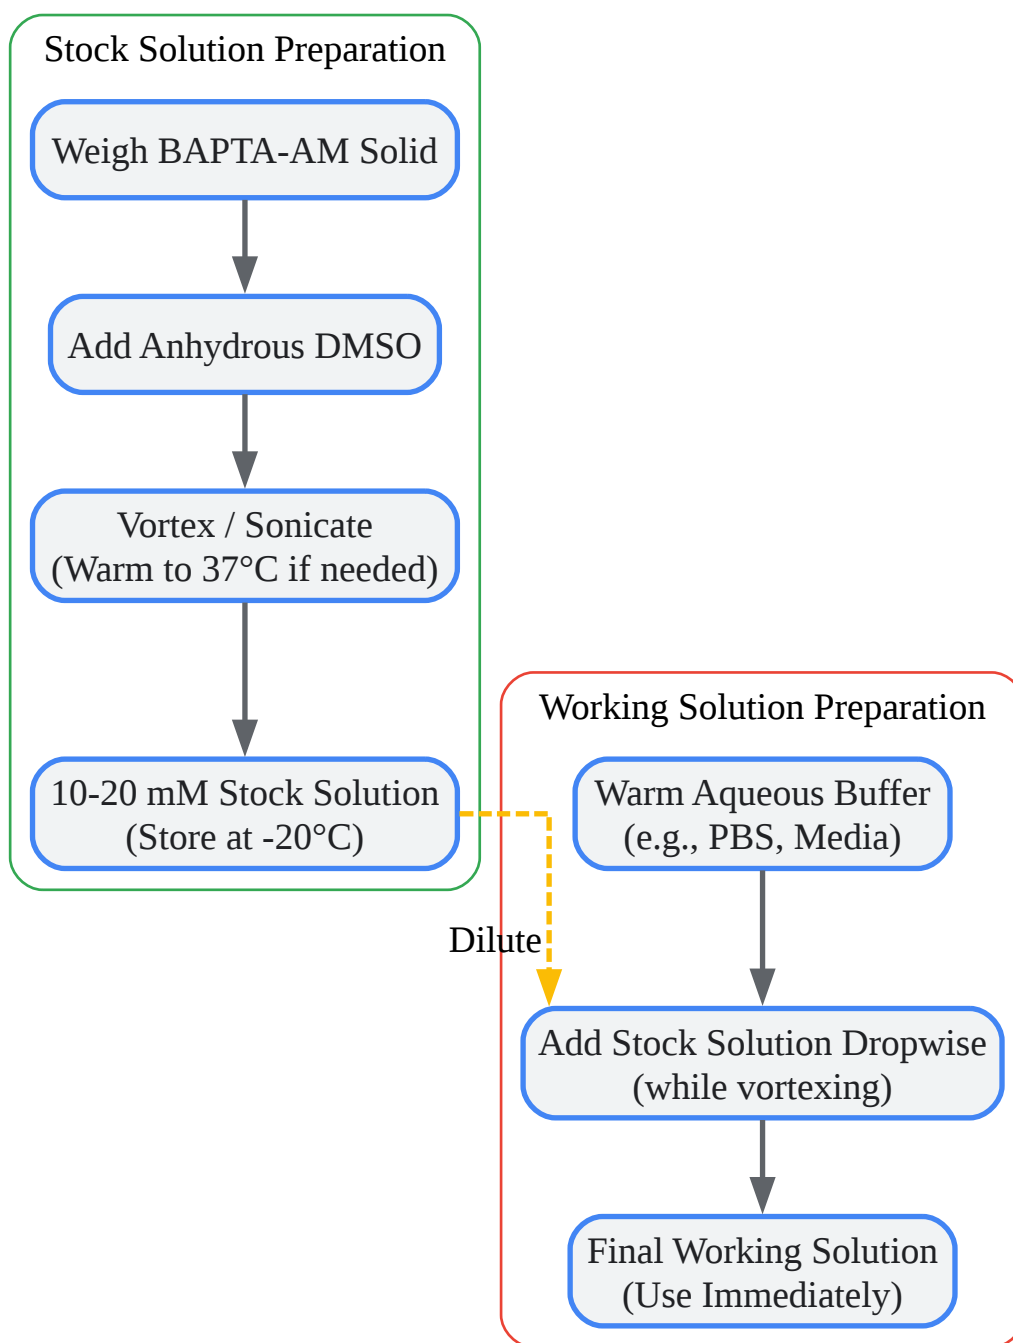 Stock Solution Preparation
Weigh BAPTA-AM Solid
Add Anhydrous DMSO
Vortex / Sonicate
(Warm to 37°C if needed)
10-20 mM Stock Solution
(Store at -20°C)
Dilute
Working Solution Preparation
Warm Aqueous Buffer
(e.g., PBS, Media)
Add Stock Solution Dropwise
(while vortexing)
Final Working Solution
(Use Immediately)